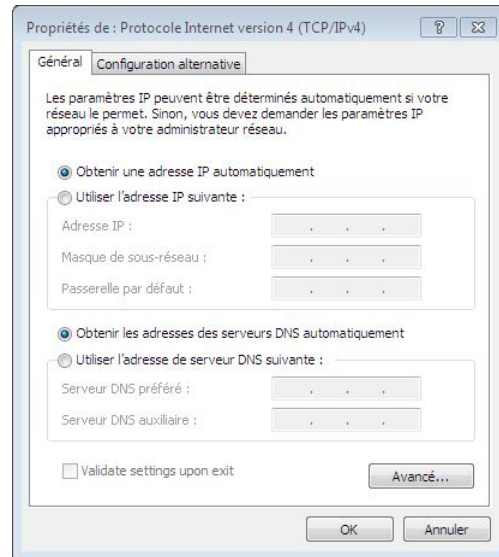 Propriétés de : Protocole Internet version 4 (TCP/IPv4)
Général
Configuration alternative
Les paramètres IP peuvent être déterminés automatiquement si votre
réseau le permet. Sinon, vous devez demander les paramètres IP
appropriés à votre administrateur réseau.
Obtenir une adresse IP automatiquement
Utiliser l'adresse IP suivante :
Adresse IP :
Masque de sous-réseau :
Passerelle par défaut :
Obtenir les adresses des serveurs DNS automatiquement
Utiliser l'adresse de serveur DNS suivante :
Serveur DNS préféré :
Serveur DNS auxiliaire :
Validate settings upon exit
Avancé...
OK
Annuler